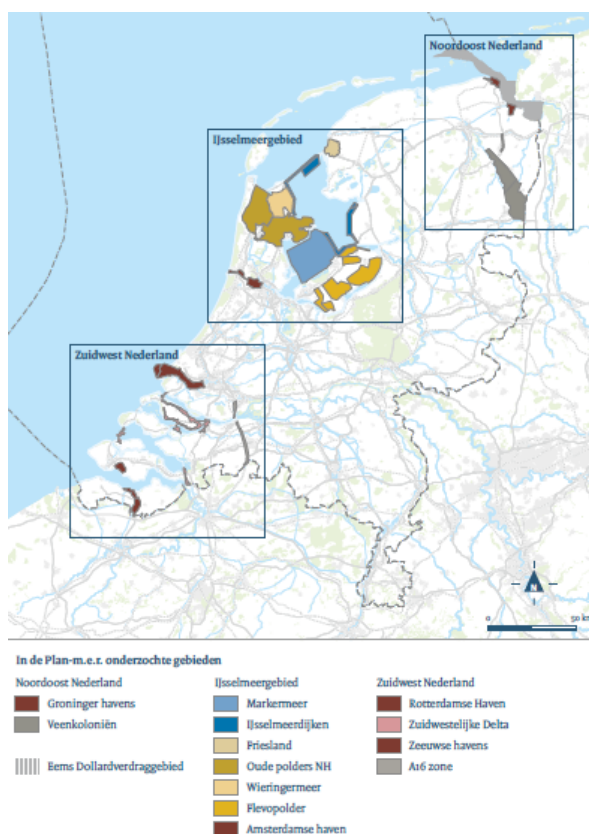 Noordoost Nederland
IJsselmeergebied
Zuidwest Nederland
N
0 50 km
In de Plan-m.e.r. onderzochte gebieden
Noordoost Nederland
Groninger havens
Veenkoloniën
Eems Dollardverdraggebied
IJsselmeergebied
Markermeer
IJsselmeerdijken
Friesland
Oude polders NH
Wieringermeer
Flevopolder
Amsterdamse haven
Zuidwest Nederland
Rotterdamse Haven
Zuidwestelijke Delta
Zeeuwse havens
A16 zone